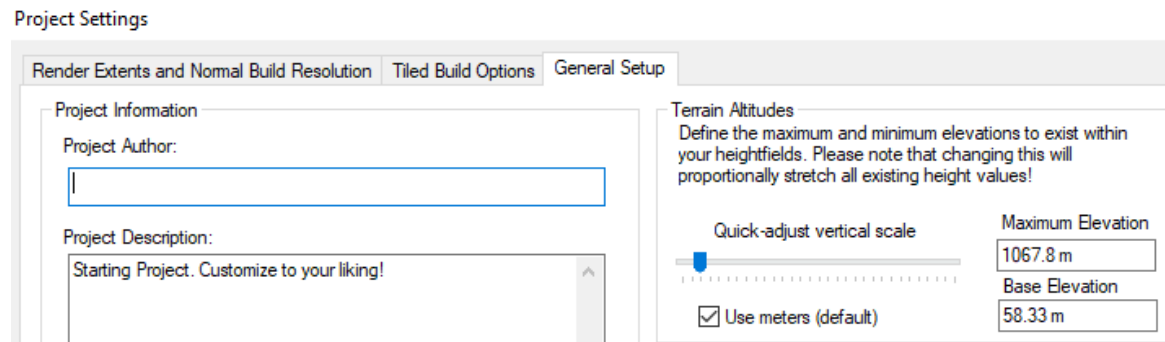 Project Settings
Render Extents and Normal Build Resolution
Tiled Build Options
General Setup
Project Information
Project Author:
Project Description:
Starting Project. Customize to your liking!
Terrain Altitudes
Define the maximum and minimum elevations to exist within
your heightfields. Please note that changing this will
proportionally stretch all existing height values!
Quick-adjust vertical scale
Maximum Elevation
1067.8 m
Base Elevation
58.33 m
Use meters (default)